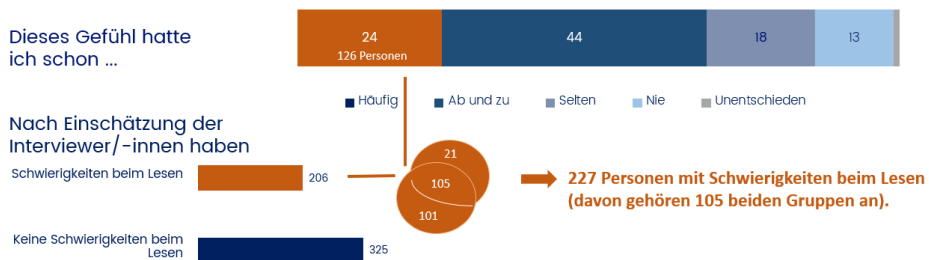 Dieses Gefühl hatte
ich schon ...
24
126 Personen
44
18
13
Häufig
Ab und zu
Selten
Nie
Unentschieden
Nach Einschätzung der
Interviewer/-innen haben
Schwierigkeiten beim Lesen
206
21
105
101
227 Personen mit Schwierigkeiten beim Lesen
(davon gehören 105 beiden Gruppen an).
Keine Schwierigkeiten beim
Lesen
325